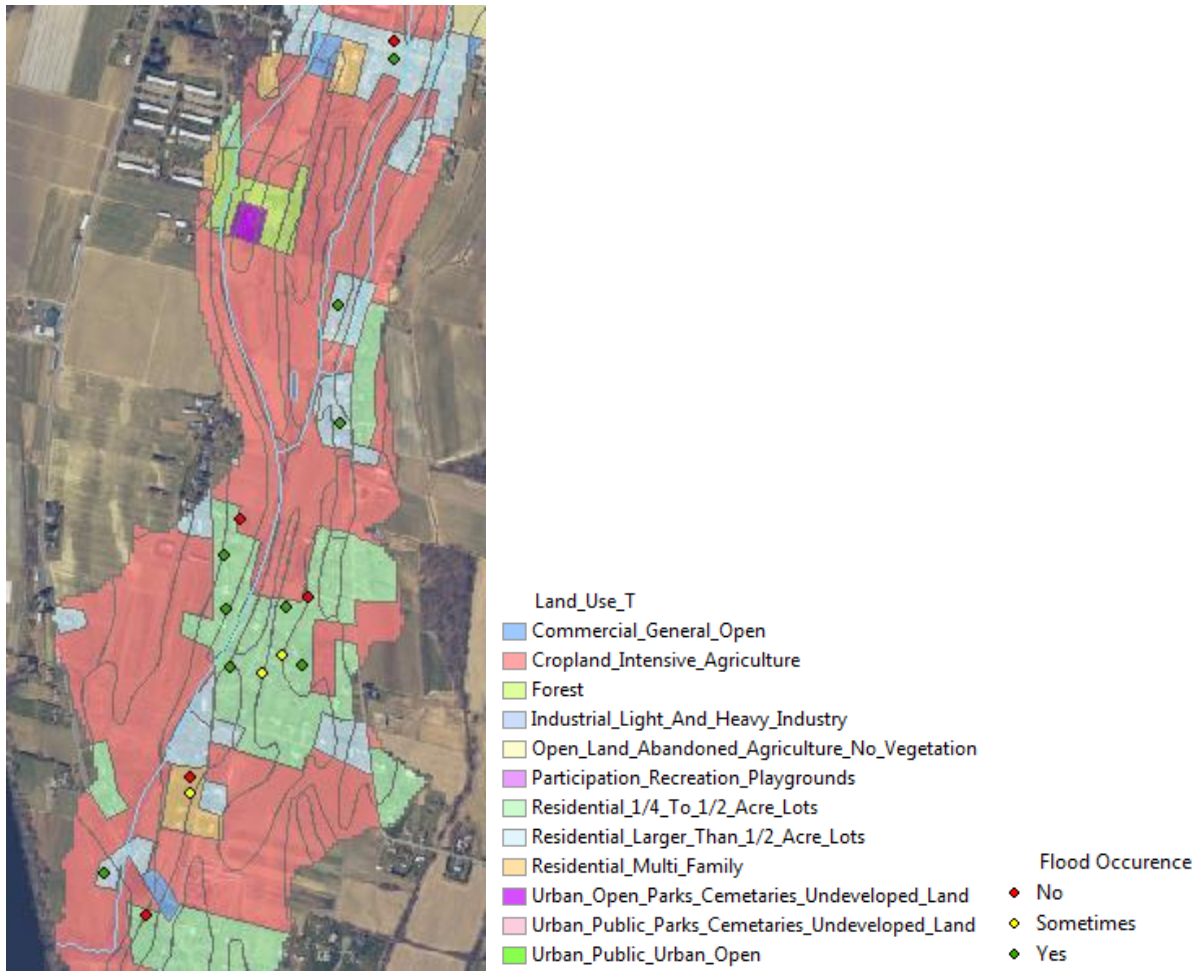 Land_Use_T
Commercial_General_Open
Cropland_Intensive_Agriculture
Forest
Industrial_Light_And_Heavy_Industry
Open_Land_Abandoned_Agriculture_No_Vegetation
Participation_Recreation_Playgrounds
Residential_1/4_To_1/2_Acre_Lots
Residential_Larger_Than_1/2_Acre_Lots
Residential_Multi_Family
Urban_Open_Parks_Cemetaries_Undeveloped_Land
Urban_Public_Parks_Cemetaries_Undeveloped_Land
Urban_Public_Urban_Open
Flood Occurence
No
Sometimes
Yes